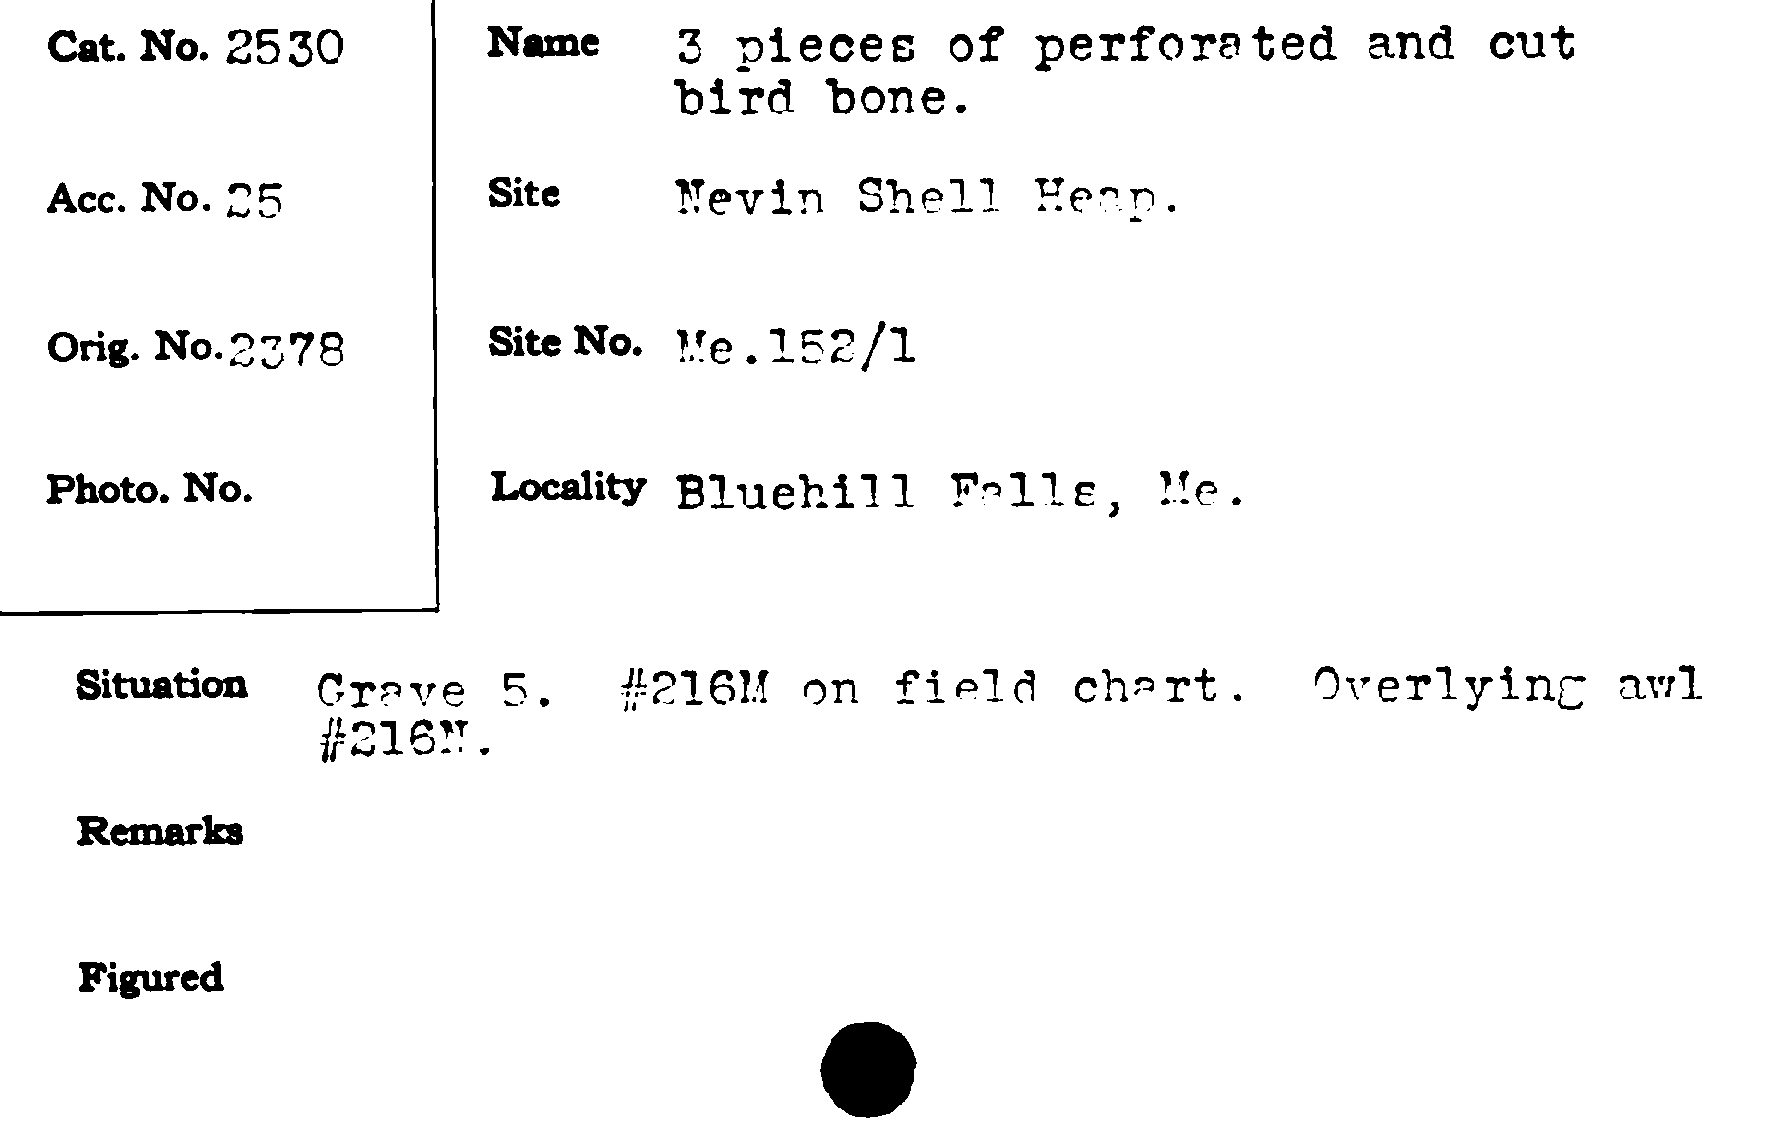 Cat. No. 2530
Name 3 pieces of perforated and cut
bird bone.
Acc. No. 25
Site Nevin Shell Heap.
Orig. No. 2378
Site No. Me.152/1
Photo. No.
Locality Bluehill Falls, Me.
Situation Grave 5. #216M on field chart. Overlying awl
#216N.
Remarks
Figured